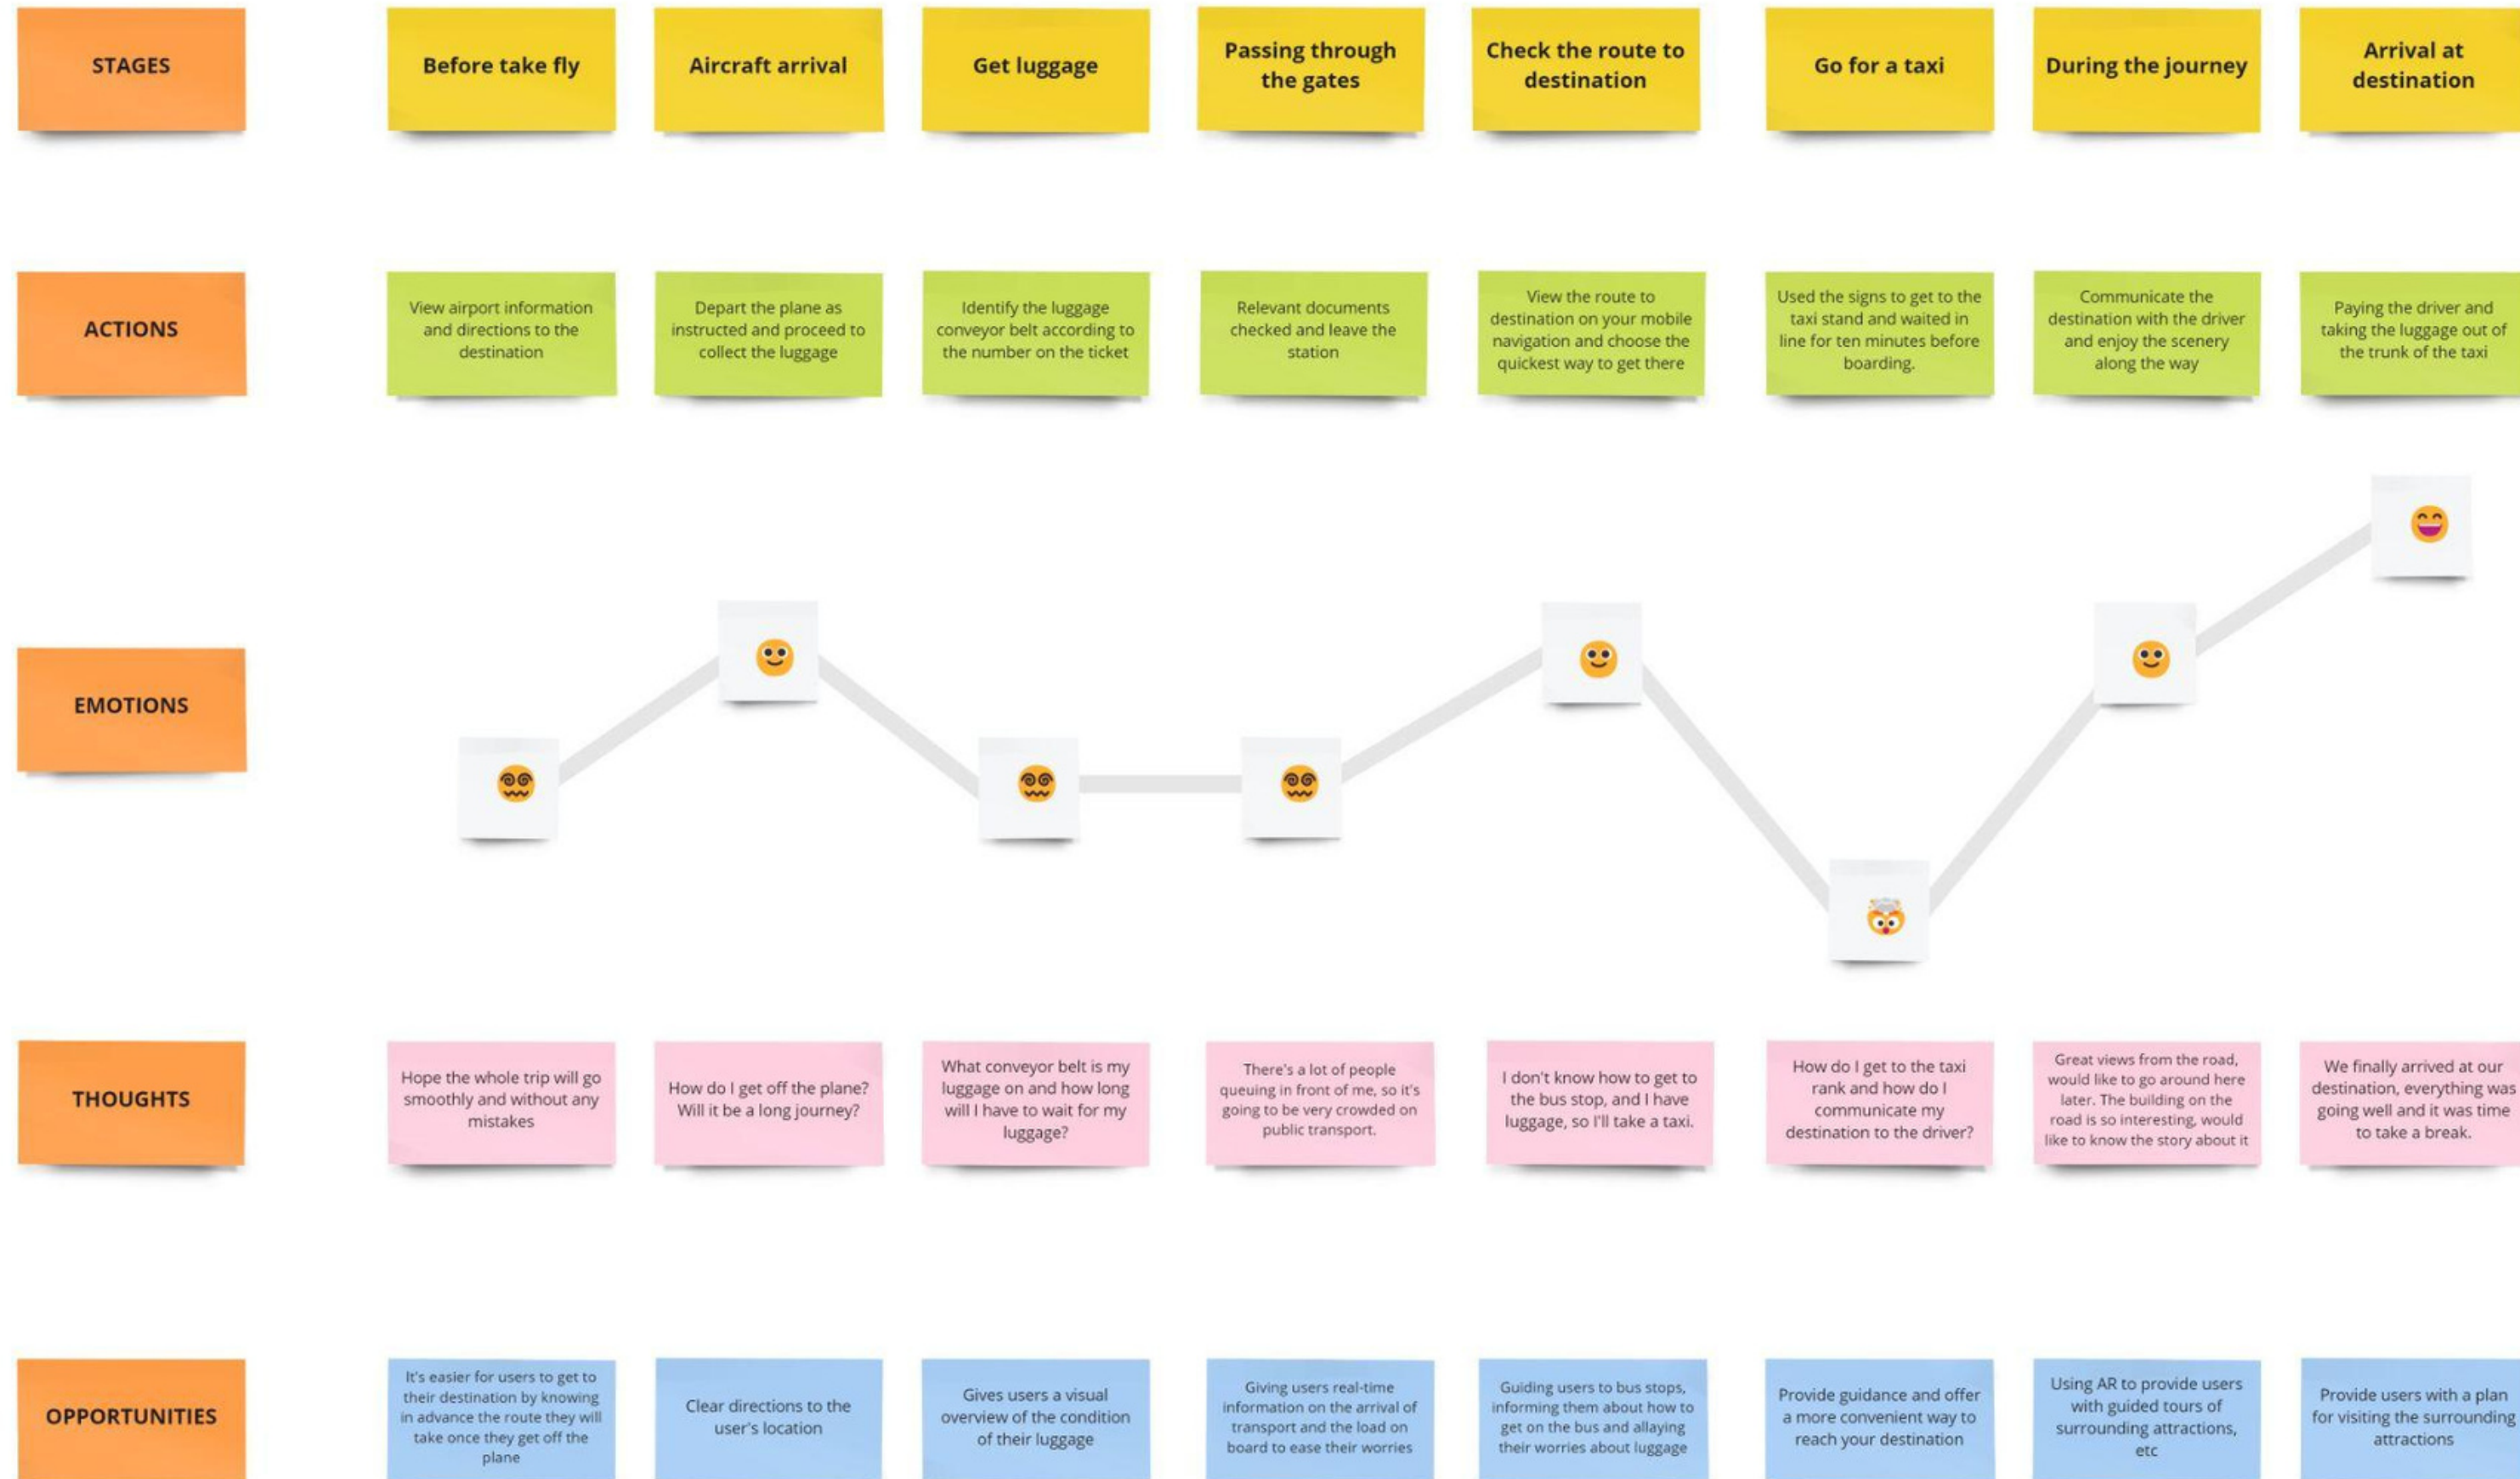 STAGES
Before take fly
Aircraft arrival
Get luggage
Passing through
the gates
Check the route to
destination
Go for a taxi
During the journey
Arrival at
destination
ACTIONS
View airport information
and directions to the
destination
Depart the plane as
instructed and proceed to
collect the luggage
Identify the luggage
conveyor belt according to
the number on the ticket
Relevant documents
checked and leave the
station
View the route to
destination on your mobile
navigation and choose the
quickest way to get there
Used the signs to get to the
taxi stand and waited in
line for ten minutes before
boarding.
Communicate the
destination with the driver
and enjoy the scenery
along the way
Paying the driver and
taking the luggage out of
the trunk of the taxi
EMOTIONS
THOUGHTS
Hope the whole trip will go
smoothly and without any
mistakes
How do I get off the plane?
Will it be a long journey?
What conveyor belt is my
luggage on and how long
will I have to wait for my
luggage?
There's a lot of people
queuing in front of me, so it's
going to be very crowded on
public transport.
I don't know how to get to
the bus stop, and I have
luggage, so I'll take a taxi.
How do I get to the taxi
rank and how do I
communicate my
destination to the driver?
Great views from the road,
would like to go around here
later. The building on the
road is so interesting, would
like to know the story about it
We finally arrived at our
destination, everything was
going well and it was time
to take a break.
OPPORTUNITIES
It's easier for users to get to
their destination by knowing
in advance the route they will
take once they get off the
plane
Clear directions to the
user's location
Gives users a visual
overview of the condition
of their luggage
Giving users real-time
information on the arrival of
transport and the load on
board to ease their worries
Guiding users to bus stops,
informing them about how to
get on the bus and allaying
their worries about luggage
Provide guidance and offer
a more convenient way to
reach your destination
Using AR to provide users
with guided tours of
surrounding attractions,
etc
Provide users with a plan
for visiting the surrounding
attractions